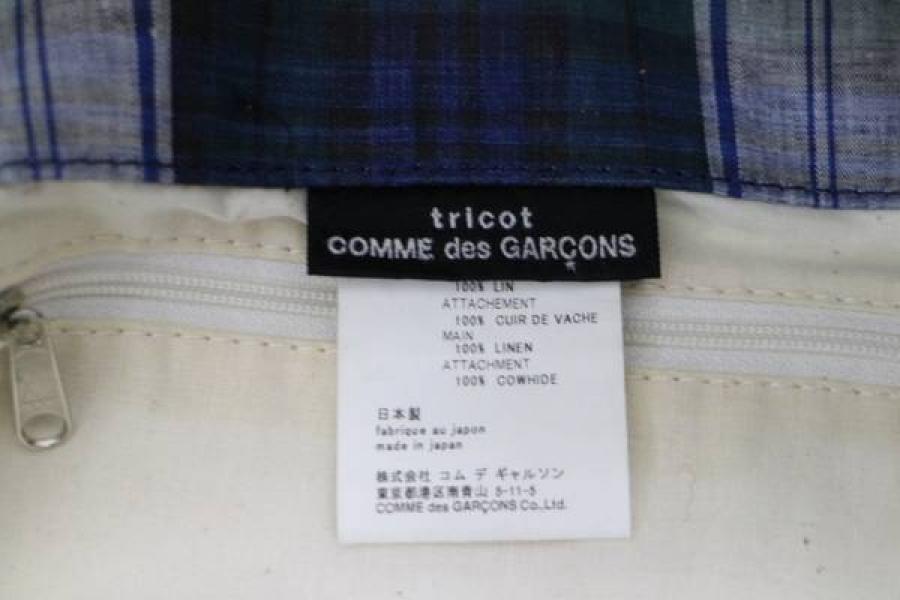 tricot
COMME des GARÇONS
100% LIN
ATTACHEMENT
100% CUIR DE VACHE
MAIN
100% LINEN
ATTACHMENT
100% COWHIDE
日本製
fabrique au japon
made in japan
株式会社 コム デ ギャルソン
東京都港区南青山 5-11-5
COMME des GARÇONS Co.,Ltd.